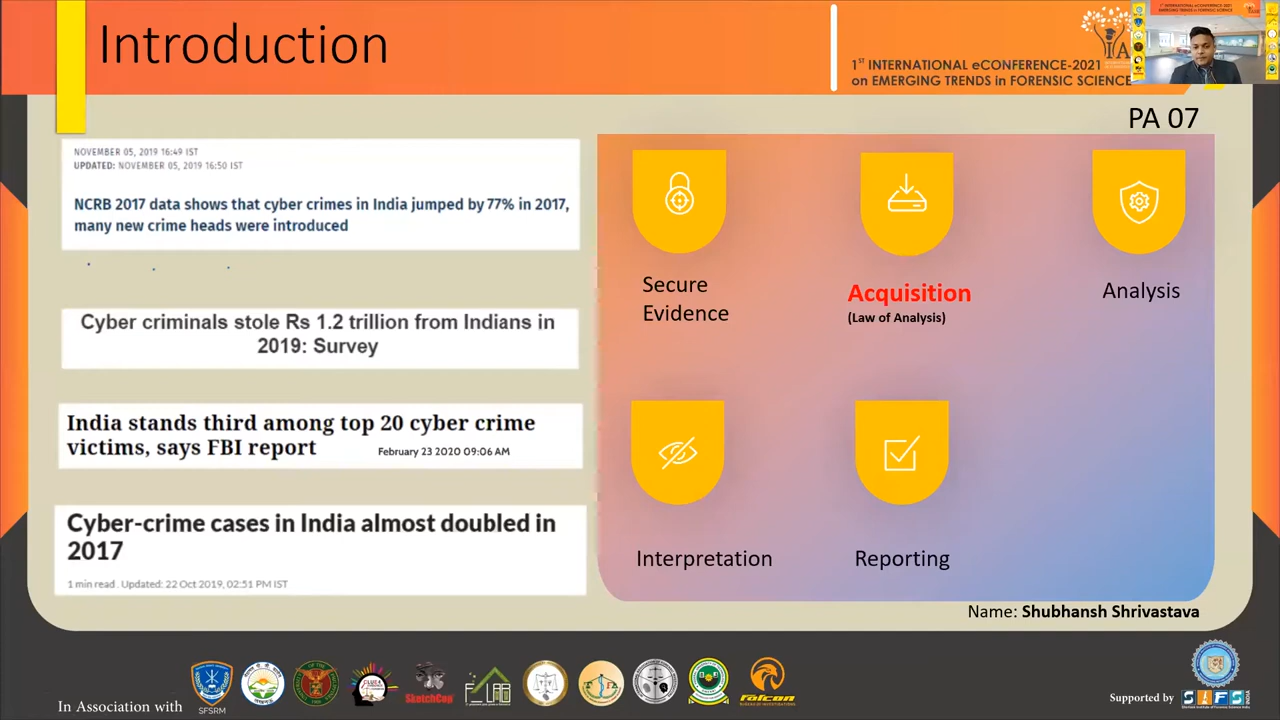 Introduction
1ST INTERNATIONAL eCONFERENCE-2021
on EMERGING TRENDS in FORENSIC SCIENCE
PA 07
NOVEMBER 05, 2019 16:49 IST
UPDATED: NOVEMBER 05, 2019 16:50 IST
NCRB 2017 data shows that cyber crimes in India jumped by 77% in 2017,
many new crime heads were introduced
Cyber criminals stole Rs 1.2 trillion from Indians in
2019: Survey
India stands third among top 20 cyber crime
victims, says FBI report
February 23 2020 09:06 AM
Cyber-crime cases in India almost doubled in
2017
1 min read . Updated: 22 Oct 2019, 02:51 PM IST
Secure
Evidence
Acquisition
(Law of Analysis)
Analysis
Interpretation
Reporting
Name: Shubhansh Shrivastava
In Association with
SFSRM
SketchCop
F LAB
Falcon
Supported by
SIFS
INDIA